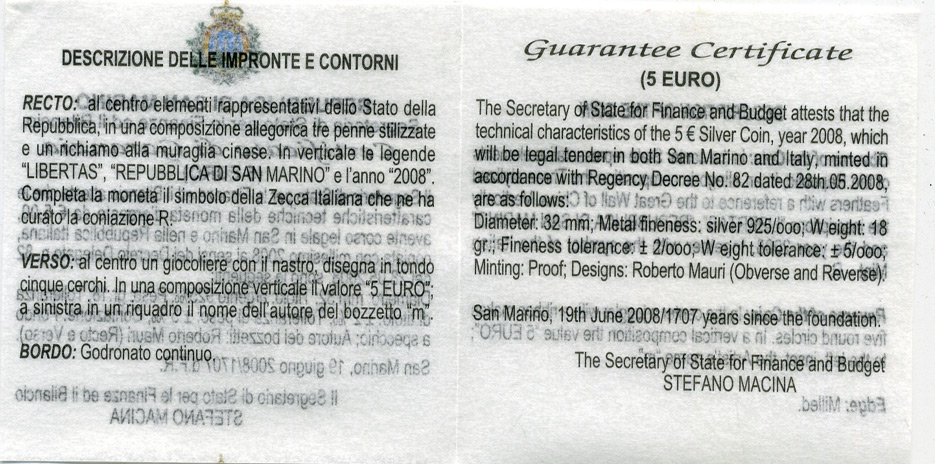 DESCRIZIONE DELLE IMPRONTE E CONTORNI
RECTO: al centro elementi rappresentativi dello Stato della
Repubblica, in una composizione allegorica tre penne stilizzate
e un richiamo alla muraglia cinese. In verticale le legende
“LIBERTAS”, “REPUBBLICA DI SAN MARINO” e l'anno “2008”.
Completa la moneta il simbolo della Zecca Italiana che ne ha
curato la coniazione R.
VERSO: al centro un giocoliere con il nastro, disegna in tondo
cinque cerchi. In una composizione verticale il valore “5 EURO”;
a sinistra in un riquadro il nome dell'autore del bozzetto “m”.
BORDO: Godronato continuo.
Guarantee Certificate
(5 EURO)
The Secretary of State for Finance and Budget attests that the
technical characteristics of the 5 € Silver Coin, year 2008, which
will be legal tender in both San Marino and Italy, minted in
accordance with Regency Decree No. 82 dated 28th.05.2008,
are as follows:
Diameter: 32 mm, Metal fineness: silver 925/ooo; W eight: 18
gr.; Fineness tolerance: ± 2/ooo; W eight tolerance: ± 5/ooo;
Minting: Proof; Designs: Roberto Mauri (Obverse and Reverse).
San Marino, 19th June 2008/1707 years since the foundation.
The Secretary of State for Finance and Budget
STEFANO MACINA